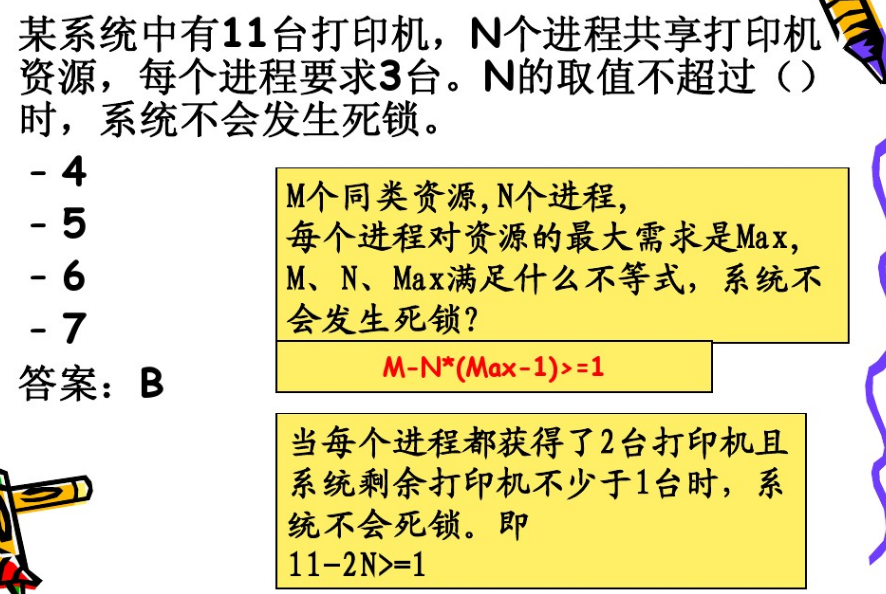 某系统中有11台打印机，N个进程共享打印机
资源，每个进程要求3台。N的取值不超过（）
时，系统不会发生死锁。
- 4
- 5
- 6
- 7
答案：B
M个同类资源,N个进程,
每个进程对资源的最大需求是Max,
M、N、Max满足什么不等式，系统不
会发生死锁?
M-N*(Max-1)>=1
当每个进程都获得了2台打印机且
系统剩余打印机不少于1台时，系
统不会死锁。即
11-2N>=1